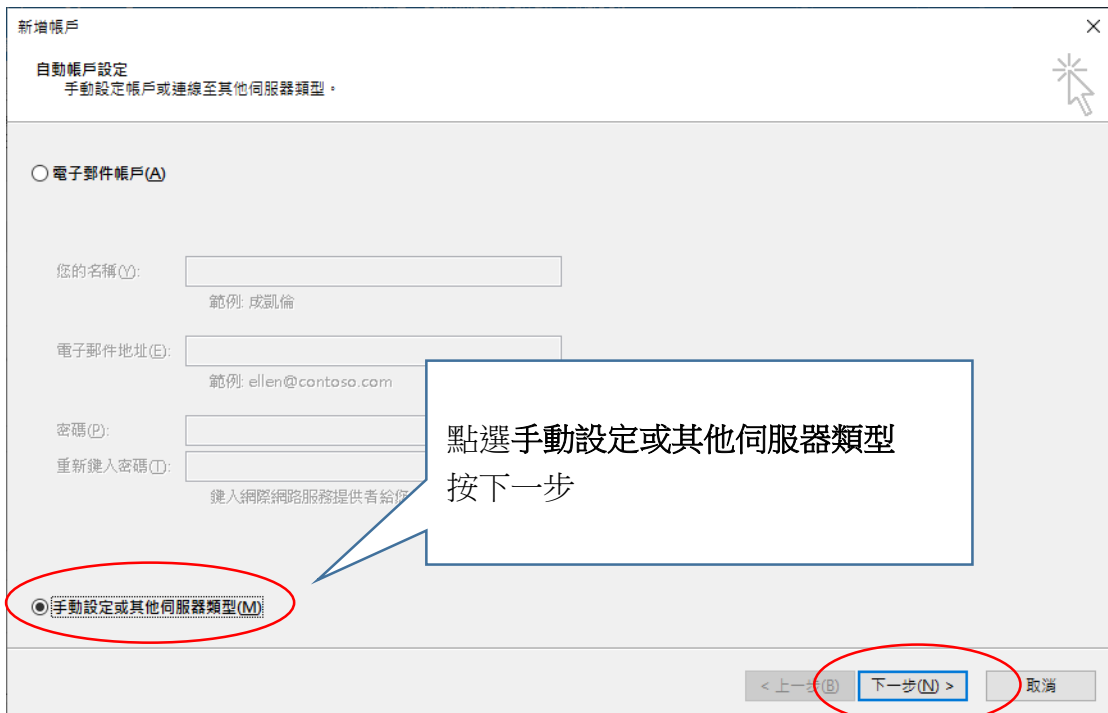 新增帳戶
自動帳戶設定
手動設定帳戶或連線至其他伺服器類型。
電子郵件帳戶(A)
您的名稱(Y):
範例: 成凱倫
電子郵件地址(E):
範例: ellen@contoso.com
密碼(P):
重新鍵入密碼(T):
鍵入網際網路服務提供者給您
點選手動設定或其他伺服器類型
按下一步
手動設定或其他伺服器類型(M)
< 上一步(B) 下一步(N) > 取消